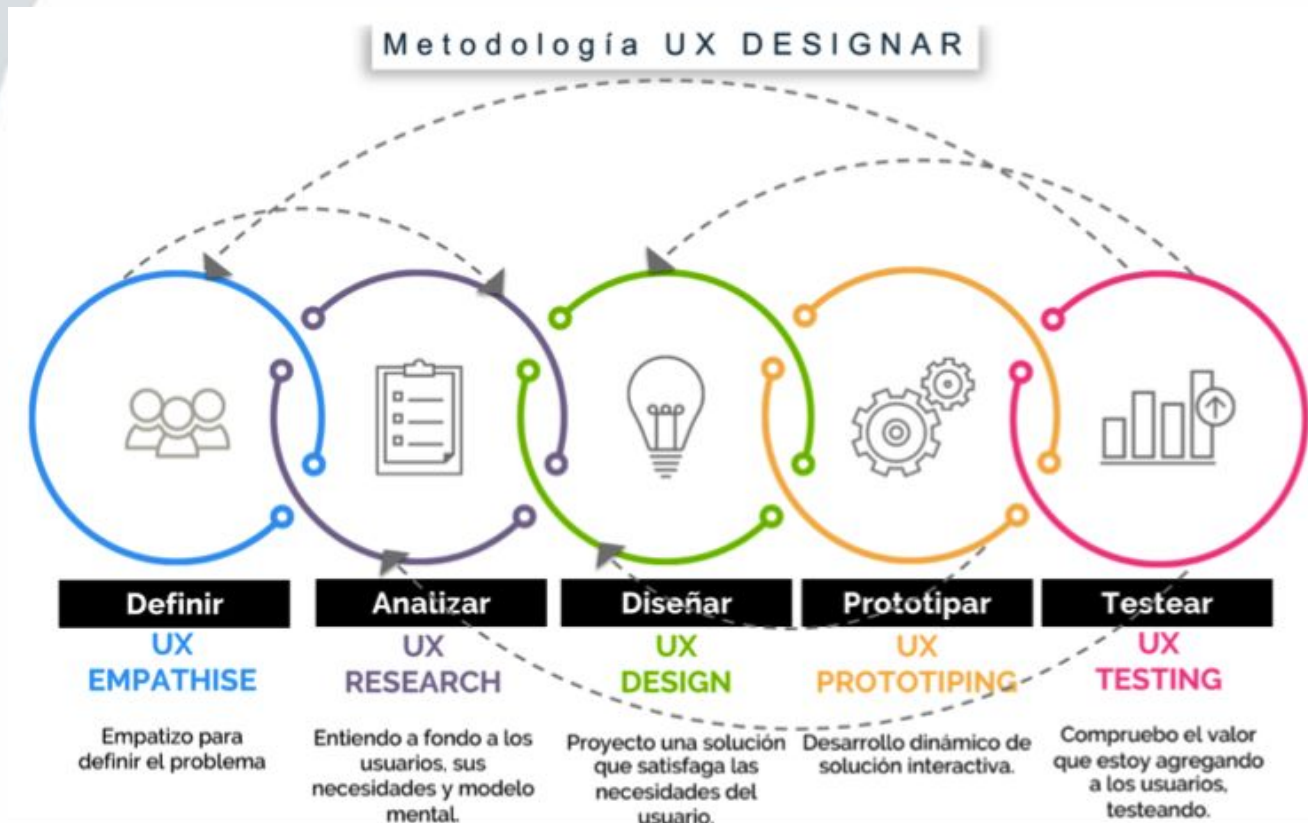 Metodología UX DESIGNAR
Definir
UX
EMPATHISE
Empatizo para
definir el problema
Analizar
UX
RESEARCH
Entiendo a fondo a los
usuarios, sus
necesidades y modelo
mental.
Diseñar
UX
DESIGN
Proyecto una solución
que satisfaga las
necesidades del
usuario.
Prototipar
UX
PROTOTIPING
Desarrollo dinámico de
solución interactiva.
Testear
UX
TESTING
Compruebo el valor
que estoy agregando
a los usuarios,
testeando.